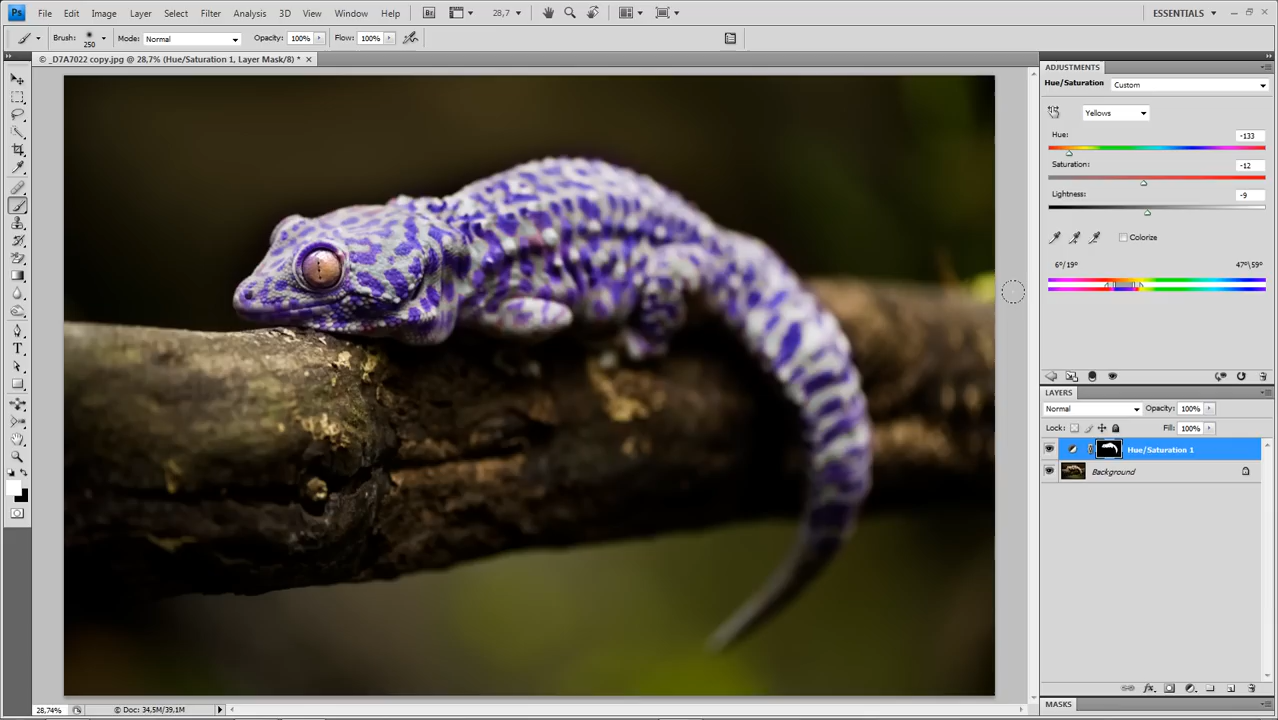 Ps File Edit Image Layer Select Filter Analysis 3D View Window Help Br 28,7 ESSENTIALS
Brush: 250 Mode: Normal Opacity: 100% Flow: 100%
© _D7A7022 copy.jpg @ 28,7% (Hue/Saturation 1, Layer Mask/8) *
ADJUSTMENTS
Hue/Saturation Custom
Yellows
Hue: -133
Saturation: -12
Lightness: -9
Colorize
6°/19° 47°\59°
LAYERS
Normal Opacity: 100%
Lock: Fill: 100%
Hue/Saturation 1
Background
T
fx
MASKS
28,74% © Doc: 34,5M/39,1M